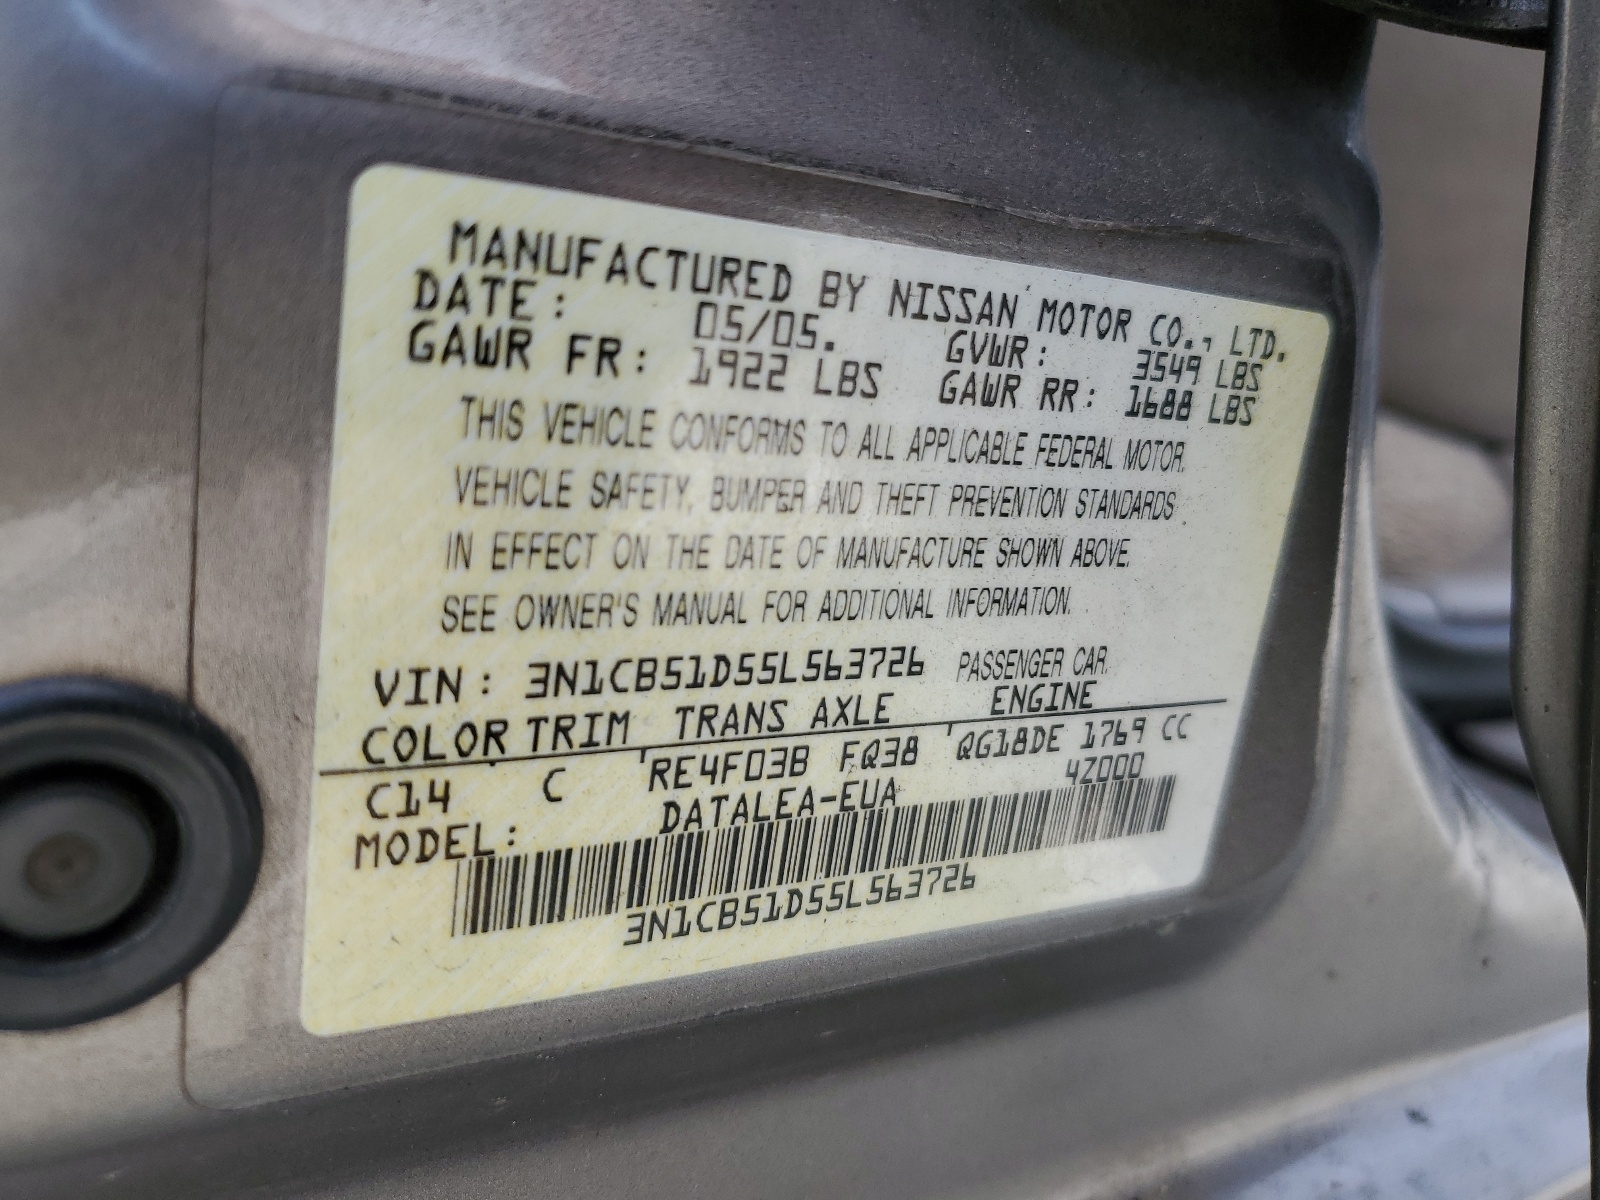 MANUFACTURED BY NISSAN MOTOR CO., LTD.
DATE: 05/05. GVWR: 3549 LBS
GAWR FR: 1922 LBS GAWR RR: 1688 LBS
THIS VEHICLE CONFORMS TO ALL APPLICABLE FEDERAL MOTOR
VEHICLE SAFETY, BUMPER AND THEFT PREVENTION STANDARDS
IN EFFECT ON THE DATE OF MANUFACTURE SHOWN ABOVE.
SEE OWNER'S MANUAL FOR ADDITIONAL INFORMATION.
VIN: 3N1CB51D55L563726 PASSENGER CAR
COLOR TRIM TRANS AXLE ENGINE
C14 C RE4F03B FQ38 QG18DE 1769 CC
MODEL: DATALEA-EUA 4Z000
3N1CB51D55L563726